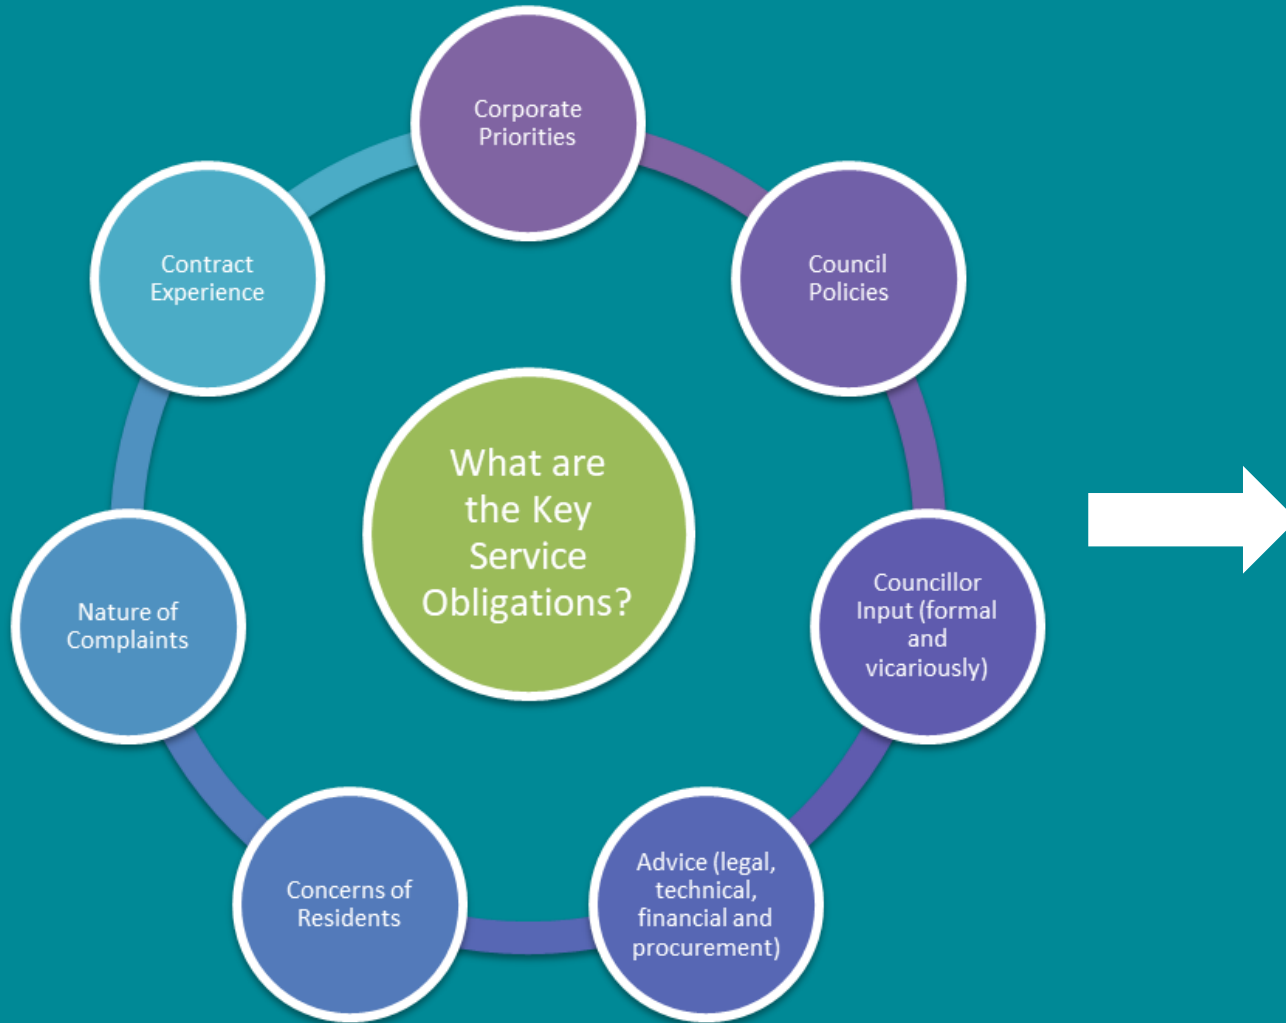 Corporate
Priorities
Council
Policies
Councillor
Input (formal
and
vicariously)
Advice (legal,
technical,
financial and
procurement)
Concerns of
Residents
Nature of
Complaints
Contract
Experience
What are
the Key
Service
Obligations?